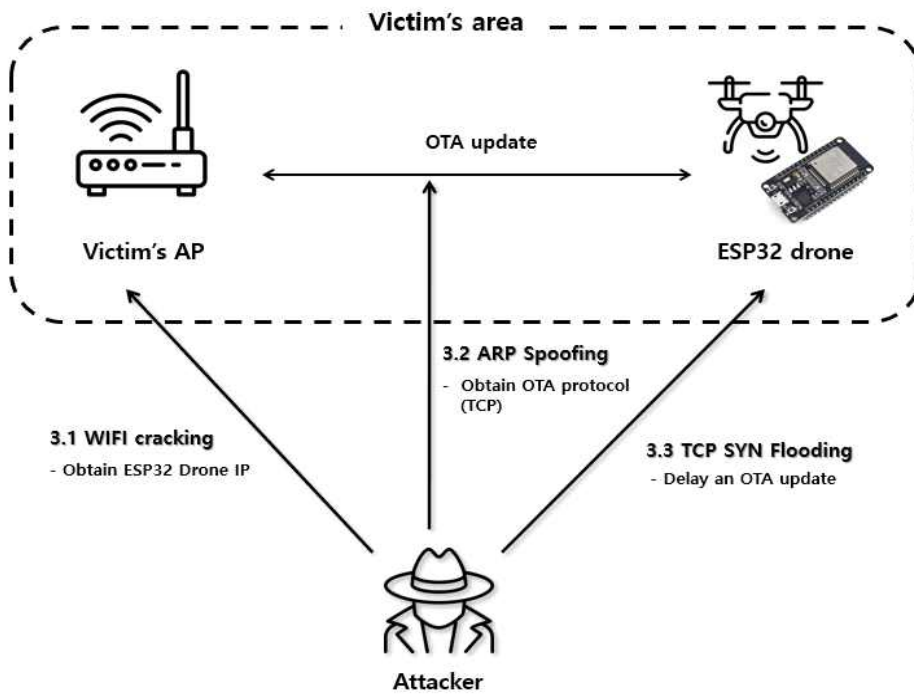 Victim's area
OTA update
Victim's AP
ESP32 drone
3.2 ARP Spoofing
- Obtain OTA protocol
(TCP)
3.1 WIFI cracking
- Obtain ESP32 Drone IP
3.3 TCP SYN Flooding
- Delay an OTA update
Attacker